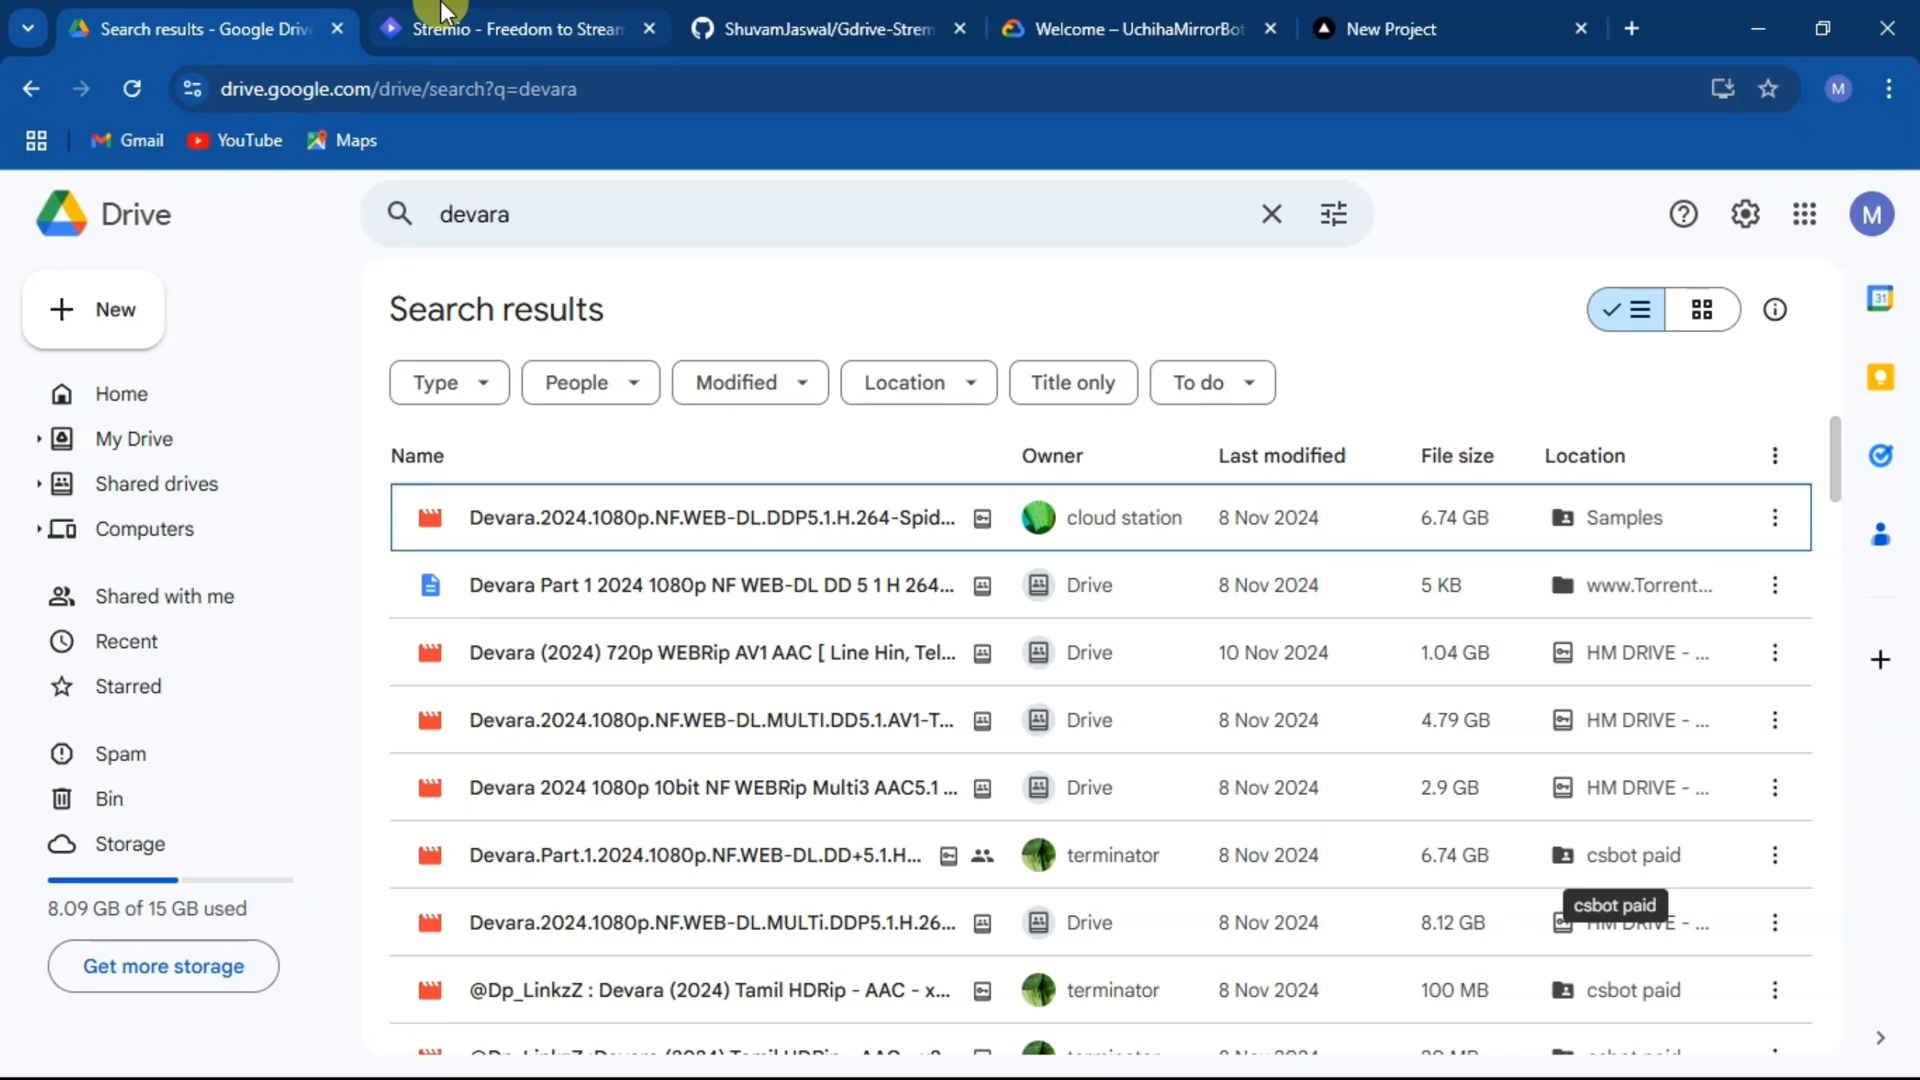 Search results - Google Drive
Stremio - Freedom to Stream
ShuvamJaswal/Gdrive-Strem
Welcome – UchihaMirrorBot
New Project
drive.google.com/drive/search?q=devara
M
Gmail
YouTube
Maps
Drive
devara
M
New
Search results
31
Type
People
Modified
Location
Title only
To do
Home
My Drive
Shared drives
Computers
Shared with me
Recent
Starred
Spam
Bin
Storage
8.09 GB of 15 GB used
Get more storage
Name Owner Last modified File size Location
Devara.2024.1080p.NF.WEB-DL.DDP5.1.H.264-Spid... cloud station 8 Nov 2024 6.74 GB Samples
Devara Part 1 2024 1080p NF WEB-DL DD 5 1 H 264... Drive 8 Nov 2024 5 KB www.Torrent...
Devara (2024) 720p WEBRip AV1 AAC [ Line Hin, Tel... Drive 10 Nov 2024 1.04 GB HM DRIVE - ...
Devara.2024.1080p.NF.WEB-DL.MULTI.DD5.1.AV1-T... Drive 8 Nov 2024 4.79 GB HM DRIVE - ...
Devara 2024 1080p 10bit NF WEBRip Multi3 AAC5.1 ... Drive 8 Nov 2024 2.9 GB HM DRIVE - ...
Devara.Part.1.2024.1080p.NF.WEB-DL.DD+5.1.H... terminator 8 Nov 2024 6.74 GB csbot paid
csbot paid
Devara.2024.1080p.NF.WEB-DL.MULTi.DDP5.1.H.26... Drive 8 Nov 2024 8.12 GB HM DRIVE - ...
@Dp_LinkzZ : Devara (2024) Tamil HDRip - AAC - x... terminator 8 Nov 2024 100 MB csbot paid